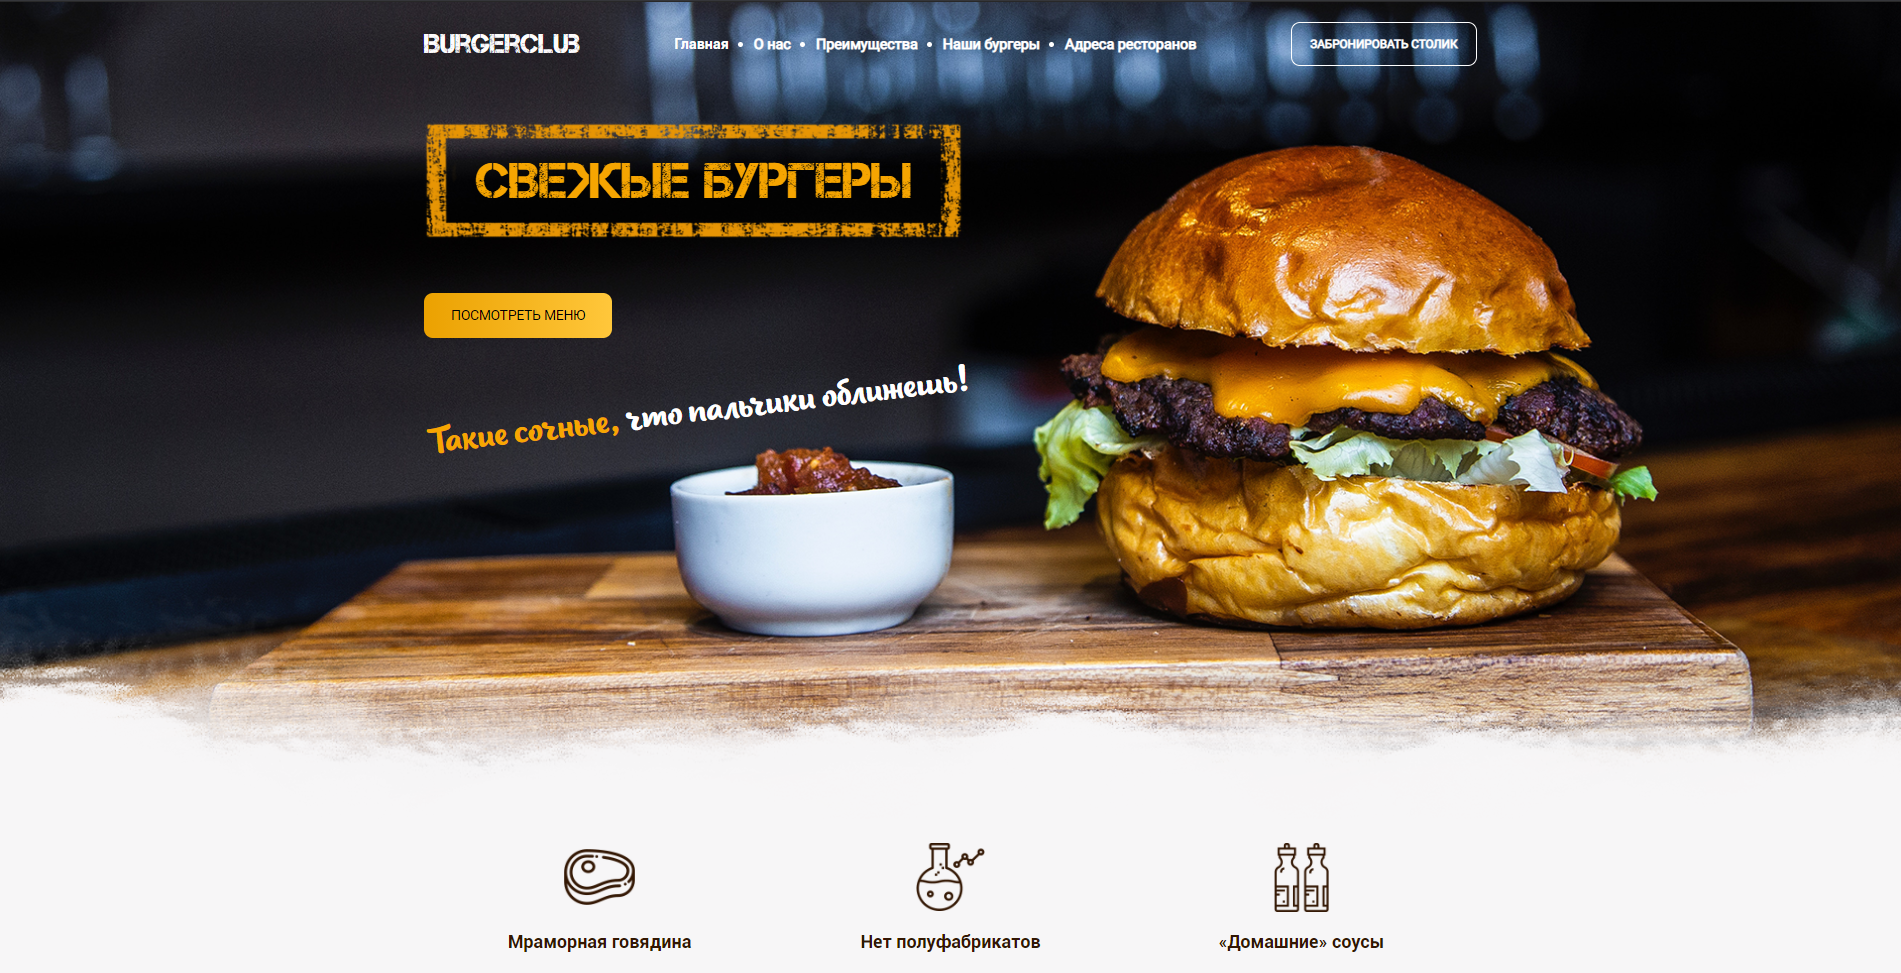 BURGERCLUB
Главная • О нас • Преимущества • Наши бургеры • Адреса ресторанов
ЗАБРОНИРОВАТЬ СТОЛИК
СВЕЖЫЕ БУРГЕРЫ
ПОСМОТРЕТЬ МЕНЮ
Такие сочные, что пальчики оближешь!
Мраморная говядина
Нет полуфабрикатов
«Домашние» соусы